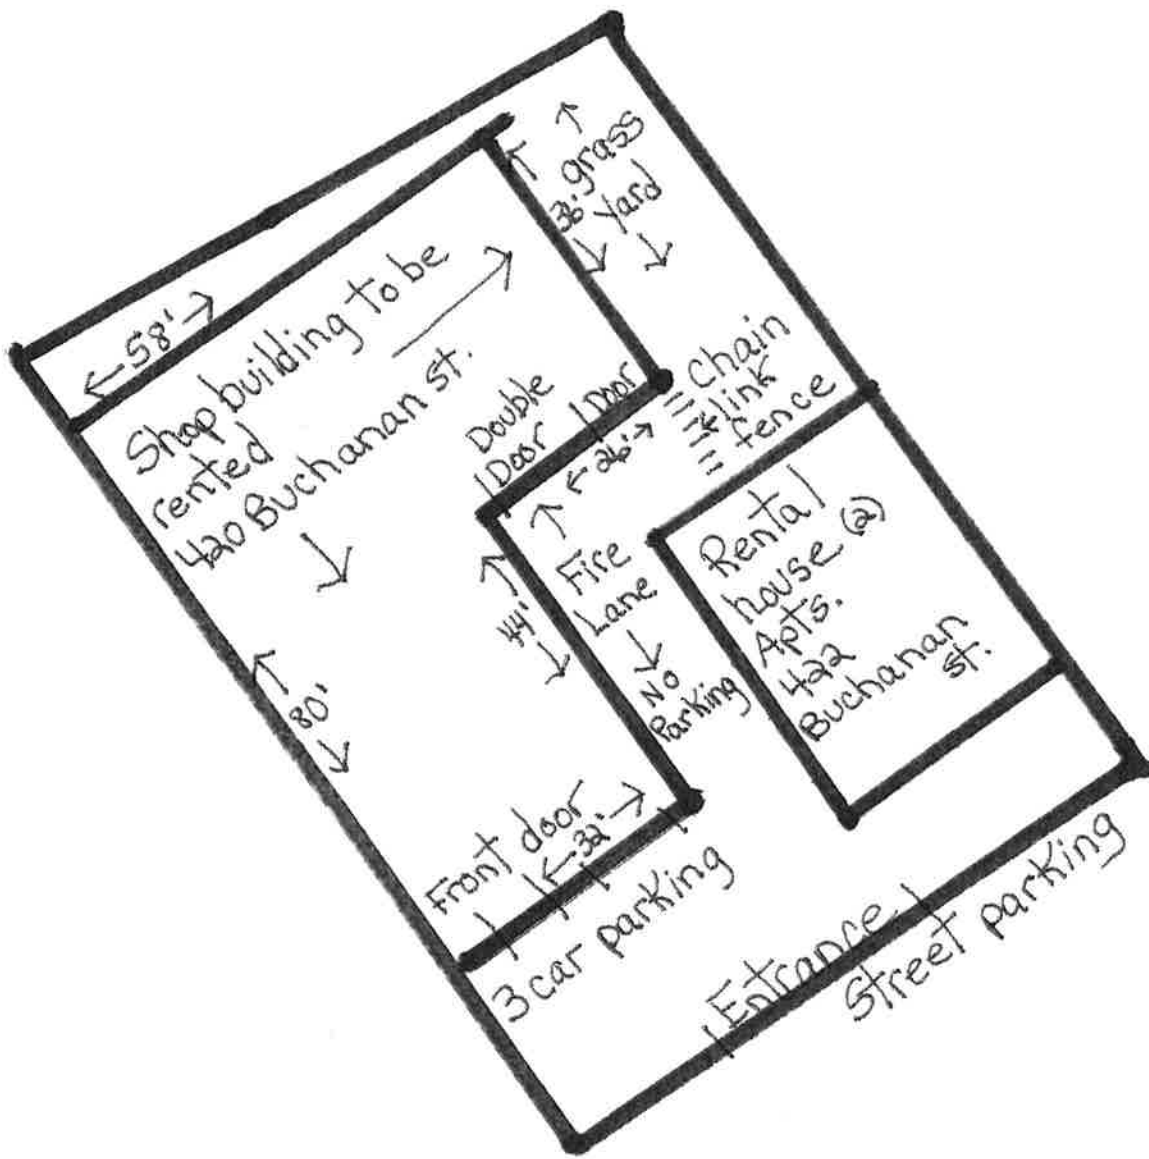 ←58'→
Shop building to be
rented
420 Buchanan st.
36'
grass
yard
Double
Door
Door
←26'→
chain
link
fence
44'
Fire
Lane
No
Parking
Rental
house (2)
Apts.
422
Buchanan
st.
80'
Front door
←32'→
3 car parking
Entrance
Street parking